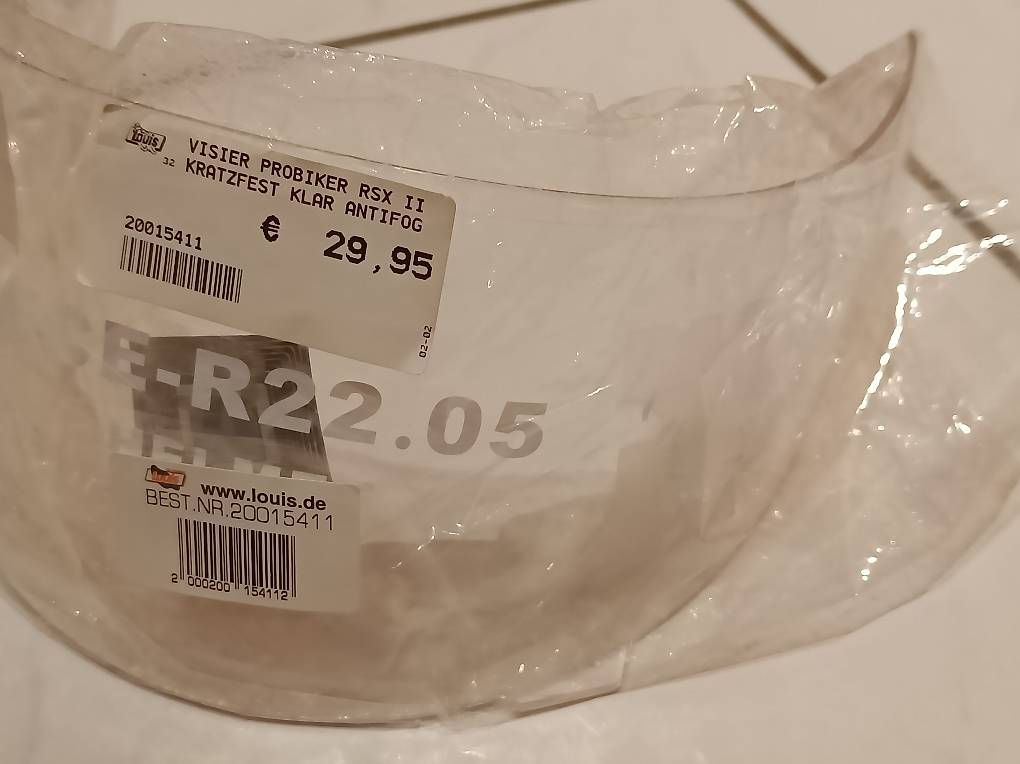 Louis
VISIER PROBIKER RSX II
32 KRATZFEST KLAR ANTIFOG
20015411
€ 29,95
02-02
E-R22.05
Louis
www.louis.de
BEST.NR.20015411
2 000200 154112